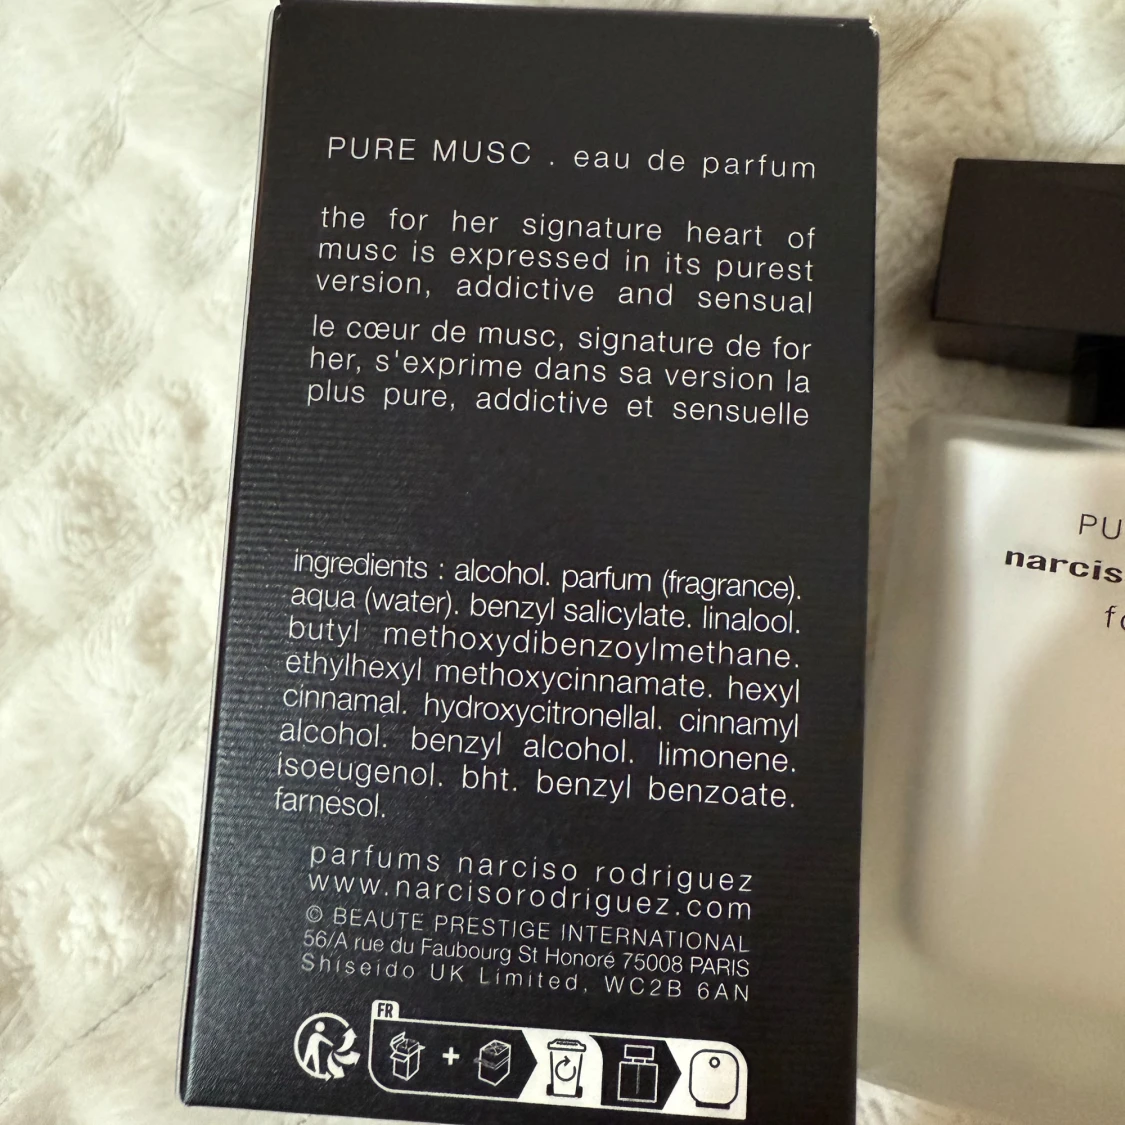 PURE MUSC . eau de parfum
the for her signature heart of
musc is expressed in its purest
version, addictive and sensual
le cœur de musc, signature de for
her, s'exprime dans sa version la
plus pure, addictive et sensuelle
ingredients : alcohol. parfum (fragrance).
aqua (water). benzyl salicylate. linalool.
butyl methoxydibenzoylmethane.
ethylhexyl methoxycinnamate. hexyl
cinnamal. hydroxycitronellal. cinnamyl
alcohol. benzyl alcohol. limonene.
isoeugenol. bht. benzyl benzoate.
farnesol.
parfums narciso rodriguez
www.narcisorodriguez.com
© BEAUTE PRESTIGE INTERNATIONAL
56/A rue du Faubourg St Honoré 75008 PARIS
Shiseido UK Limited, WC2B 6AN
FR
+
PU
narcis
fo